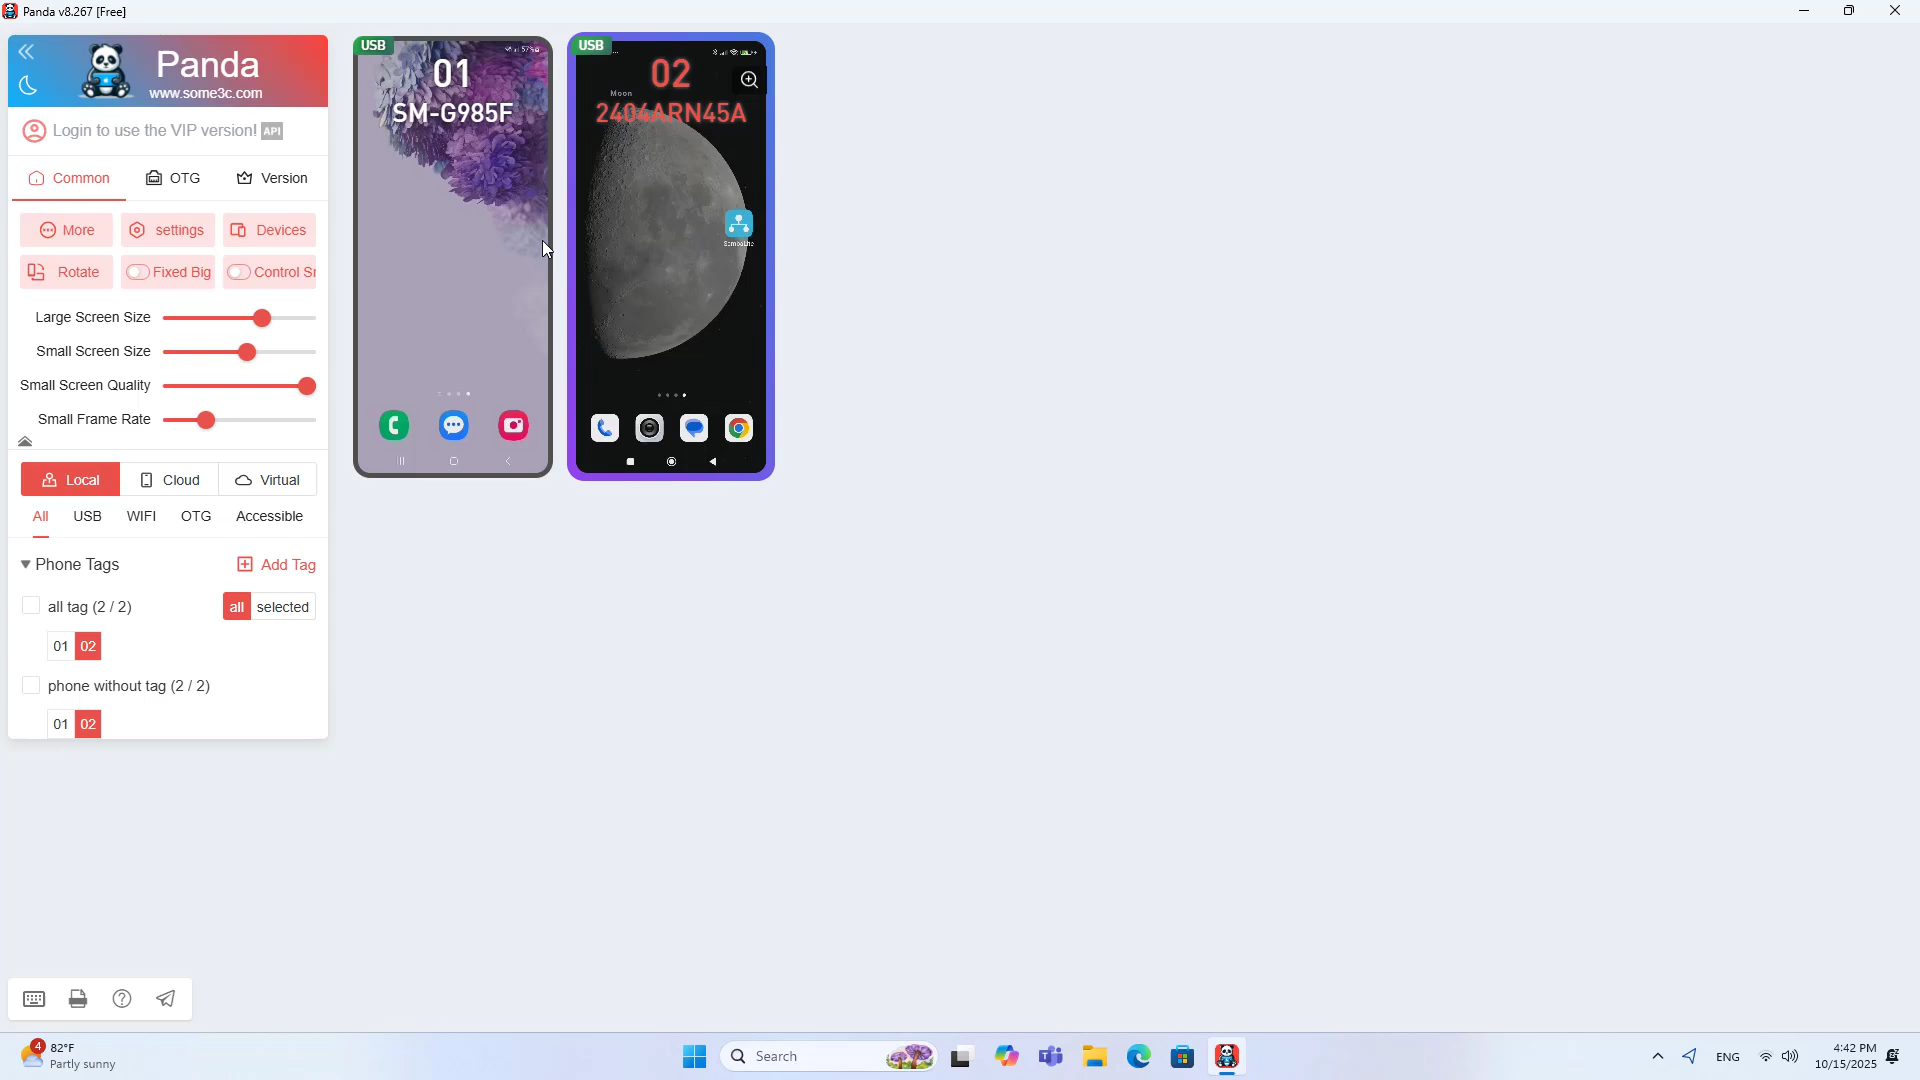 Panda v8.267 [Free]
Panda
www.some3c.com
Login to use the VIP version! API
Common OTG Version
More settings Devices
Rotate Fixed Big Control Sr
Large Screen Size
Small Screen Size
Small Screen Quality
Small Frame Rate
Local Cloud Virtual
All USB WIFI OTG Accessible
Phone Tags Add Tag
all tag (2 / 2) all selected
01 02
phone without tag (2 / 2)
01 02
USB
57%
01
SM-G985F
USB
02
Moon
2404ARN45A
4
82°F
Partly sunny
Search
ENG
4:42 PM
10/15/2025